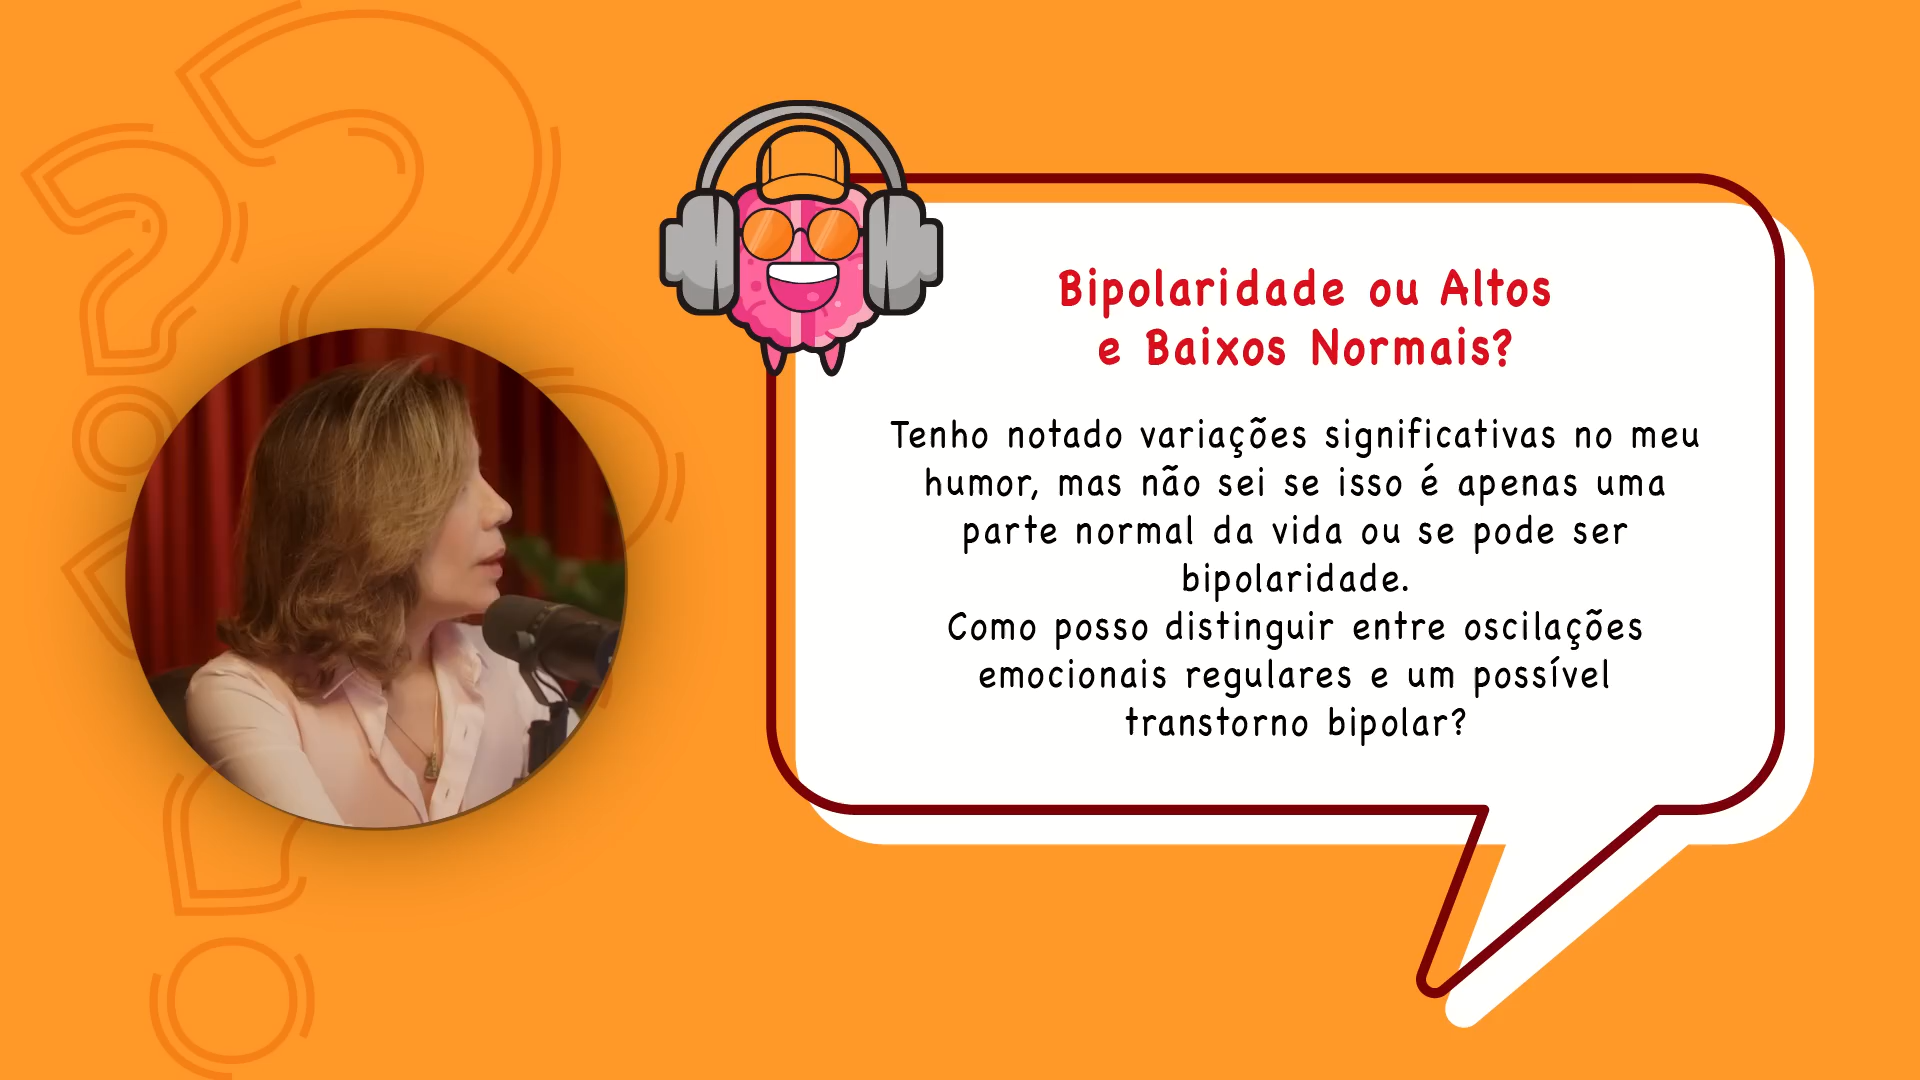 Bipolaridade ou Altos
e Baixos Normais?
Tenho notado variações significativas no meu
humor, mas não sei se isso é apenas uma
parte normal da vida ou se pode ser
bipolaridade.
Como posso distinguir entre oscilações
emocionais regulares e um possível
transtorno bipolar?